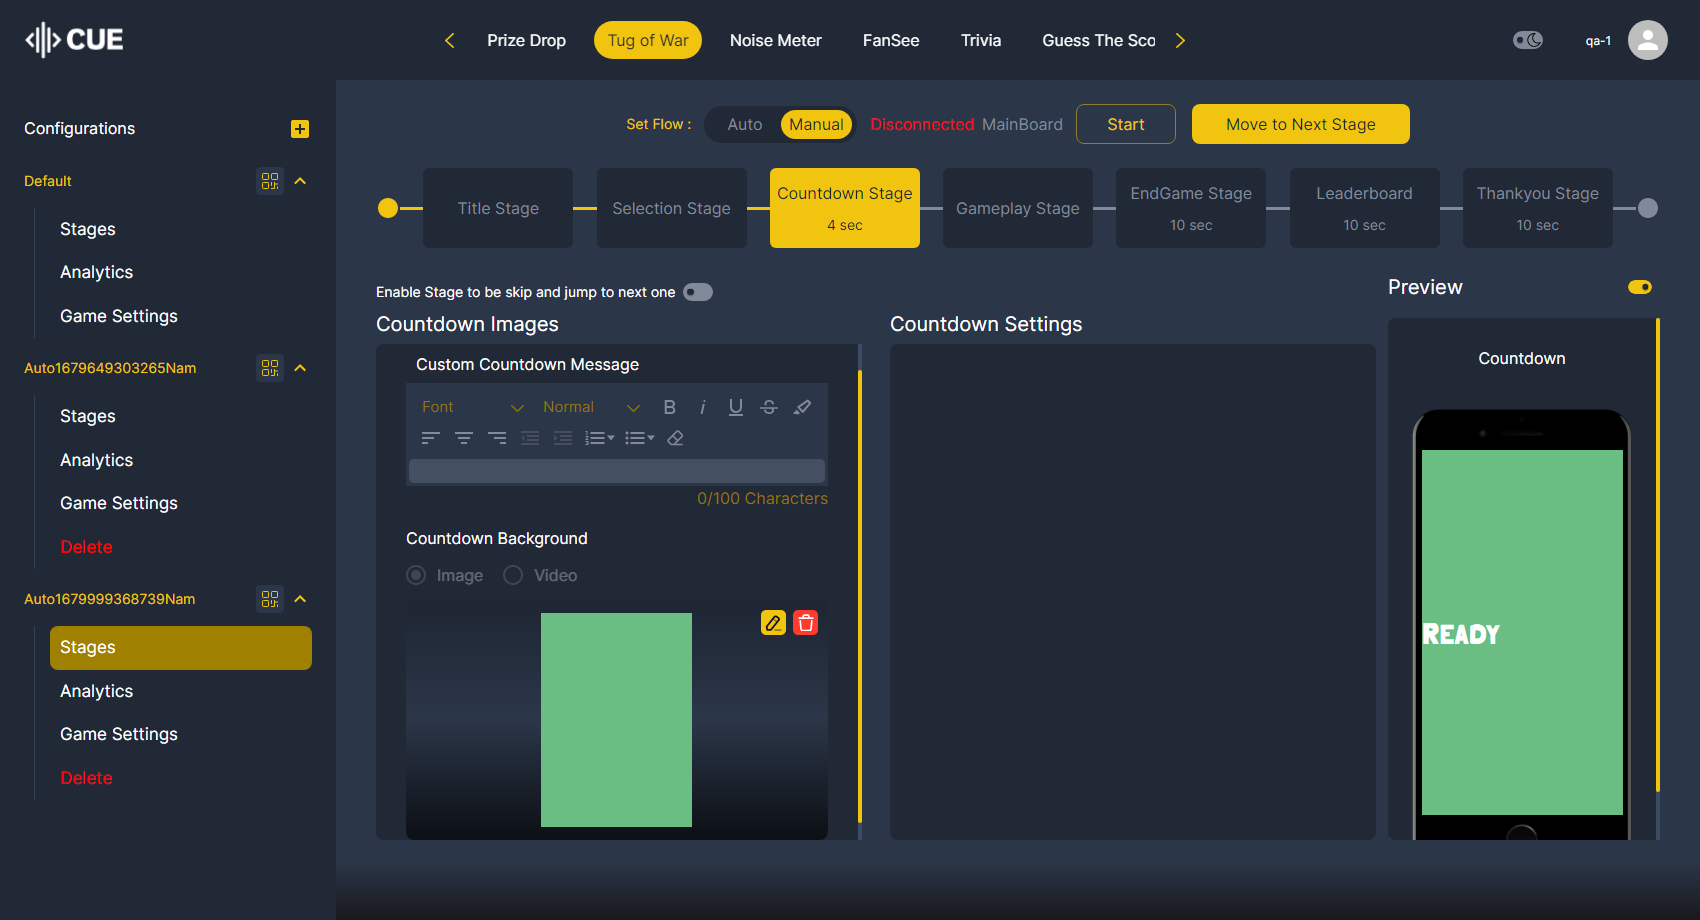 CUE
Prize Drop
Tug of War
Noise Meter
FanSee
Trivia
Guess The Sco
qa-1
Configurations
Default
Stages
Analytics
Game Settings
Auto1679649303265Nam
Stages
Analytics
Game Settings
Delete
Auto1679999368739Nam
Stages
Analytics
Game Settings
Delete
Set Flow :
Auto
Manual
Disconnected MainBoard
Start
Move to Next Stage
Title Stage
Selection Stage
Countdown Stage
4 sec
Gameplay Stage
EndGame Stage
10 sec
Leaderboard
10 sec
Thankyou Stage
10 sec
Enable Stage to be skip and jump to next one
Countdown Images
Custom Countdown Message
Font
Normal
B
i
U
S
0/100 Characters
Countdown Background
Image
Video
Countdown Settings
Preview
Countdown
READY